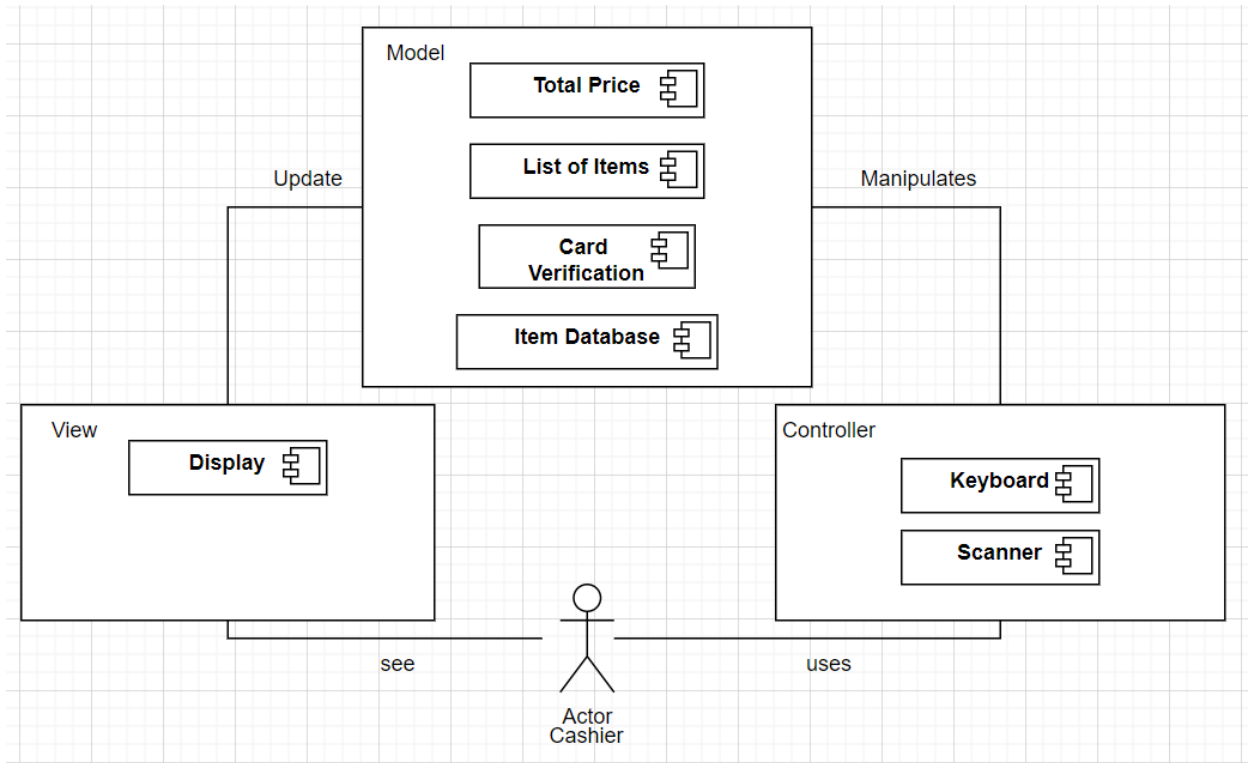 Model
Total Price
List of Items
Update
Manipulates
Card
Verification
Item Database
View
Display
Controller
Keyboard
Scanner
see
uses
Actor
Cashier